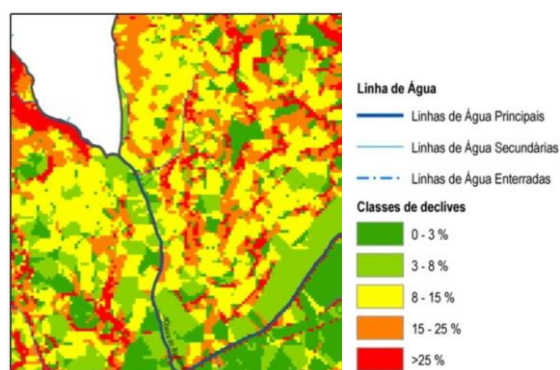 Linha de Água
Linhas de Água Principais
Linhas de Água Secundárias
Linhas de Água Enterradas
Classes de declives
0 - 3 %
3 - 8 %
8 - 15 %
15 - 25 %
>25 %